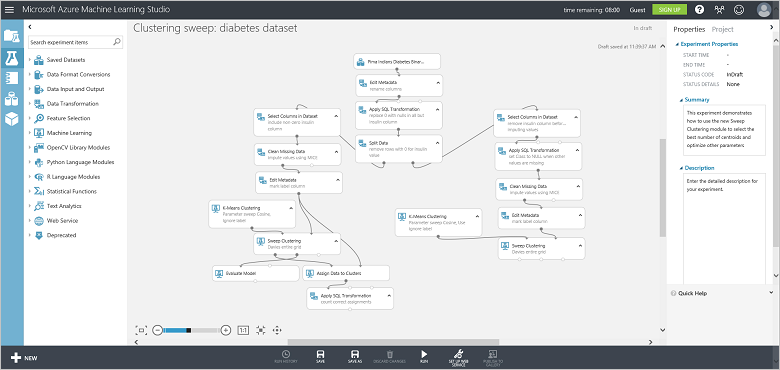 Microsoft Azure Machine Learning Studio
time remaining: 08:00
Guest
SIGN UP
Search experiment items
Saved Datasets
Data Format Conversions
Data Input and Output
Data Transformation
Feature Selection
Machine Learning
OpenCV Library Modules
Python Language Modules
R Language Modules
Statistical Functions
Text Analytics
Web Service
Deprecated
Clustering sweep: diabetes dataset
In draft
Draft saved at 11:39:37 AM
Pima Indians Diabetes Binar...
Edit Metadata
rename columns
Apply SQL Transformation
replace 0 with nulls in all but
insulin column
Split Data
remove rows with 0 for insulin
value
Select Columns in Dataset
include non-zero insulin
column
Clean Missing Data
impute values using MICE
Edit Metadata
mark label column
K-Means Clustering
Parameter sweep Cosine,
ignore label
Sweep Clustering
Davies entire grid
Evaluate Model
Assign Data to Clusters
Apply SQL Transformation
count correct assignments
Select Columns in Dataset
remove insulin column before
imputing values
Apply SQL Transformation
set Class to NULL when other
values are missing
Clean Missing Data
impute values using MICE
Edit Metadata
mark label column
K-Means Clustering
Parameter sweep Cosine, Use
ignore label
Sweep Clustering
Davies entire grid
1:1
Properties
Project
Experiment Properties
START TIME -
END TIME -
STATUS CODE InDraft
STATUS DETAILS None
Summary
This experiment demonstrates
how to use the new Sweep
Clustering module to select the
best number of centroids and
optimize other parameters
Description
Enter the detailed description for
your experiment.
Quick Help
NEW
RUN HISTORY
SAVE
SAVE AS
DISCARD CHANGES
RUN
SET UP WEB
SERVICE
PUBLISH TO
GALLERY